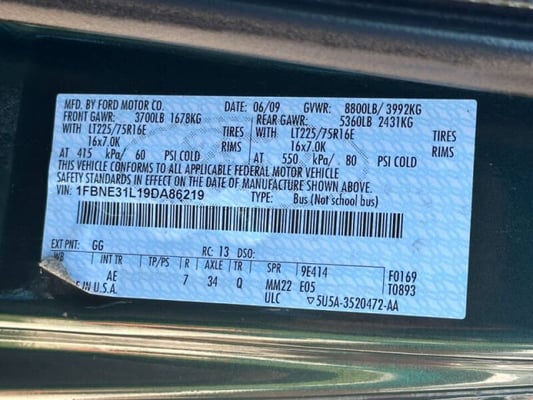 MFD. BY FORD MOTOR CO. DATE: 06/09 GVWR: 8800LB/ 3992KG
FRONT GAWR: 3700LB 1678KG REAR GAWR: 5360LB 2431KG
WITH LT225/75R16E TIRES WITH LT225/75R16E TIRES
16x7.0K RIMS 16x7.0K RIMS
AT 415 kPa/ 60 PSI COLD AT 550 kPa/ 80 PSI COLD
THIS VEHICLE CONFORMS TO ALL APPLICABLE FEDERAL MOTOR VEHICLE
SAFETY STANDARDS IN EFFECT ON THE DATE OF MANUFACTURE SHOWN ABOVE.
VIN: 1FBNE31L19DA86219 TYPE: Bus (Not school bus)
EXT PNT: GG RC: 13 DSO:
WB INT TR TP/PS R AXLE TR SPR 9E414 F0169
AE 7 34 Q MM22 E05 T0893
IN U.S.A. ULC ▽5U5A-3520472-AA